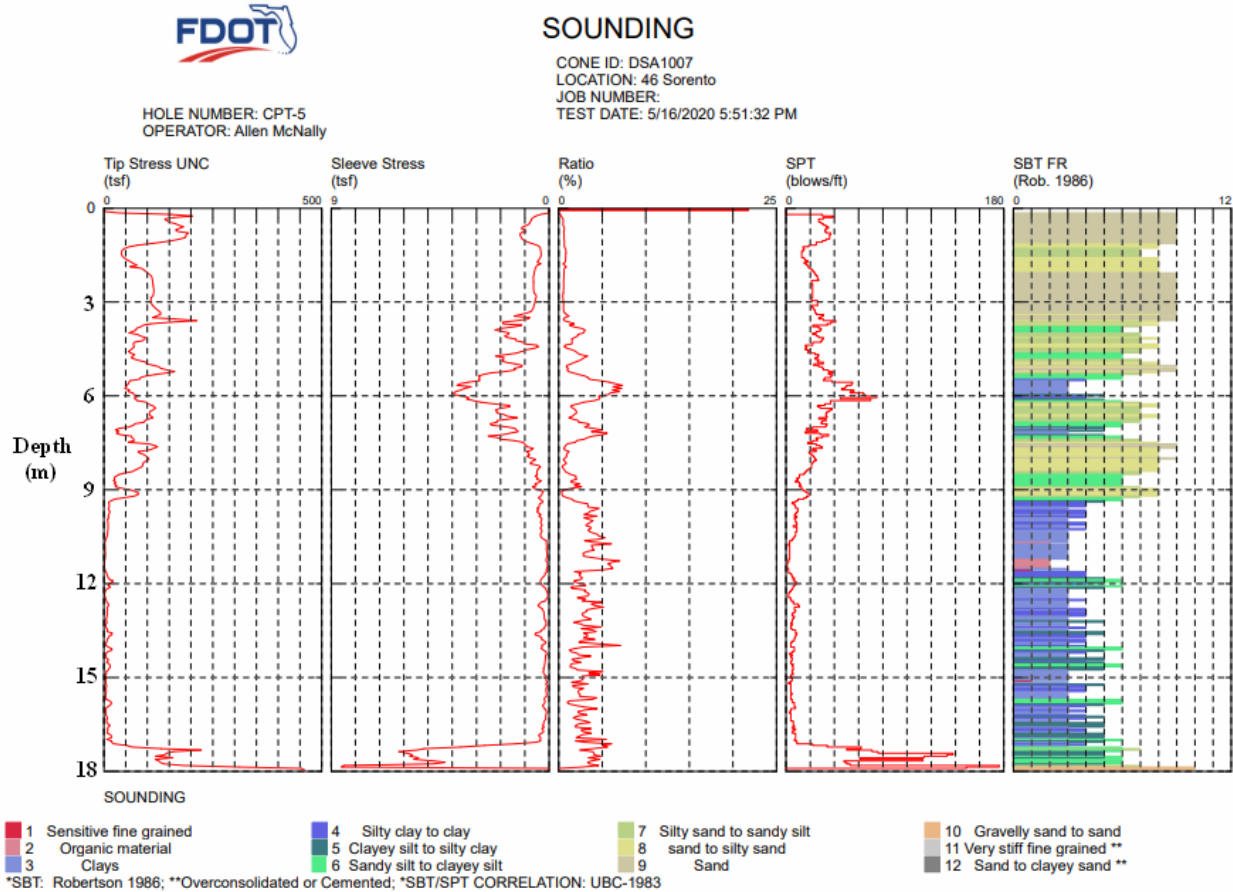 FDOT
SOUNDING
CONE ID: DSA1007
LOCATION: 46 Sorento
JOB NUMBER:
TEST DATE: 5/16/2020 5:51:32 PM
HOLE NUMBER: CPT-5
OPERATOR: Allen McNally
Tip Stress UNC Sleeve Stress Ratio SPT SBT FR
(tsf) (tsf) (%) (blows/ft) (Rob. 1986)
0 500 9 0 0 25 0 180 0 12
0
3
6
Depth
(m)
9
12
15
18
SOUNDING
1 Sensitive fine grained 4 Silty clay to clay 7 Silty sand to sandy silt 10 Gravelly sand to sand
2 Organic material 5 Clayey silt to silty clay 8 sand to silty sand 11 Very stiff fine grained **
3 Clays 6 Sandy silt to clayey silt 9 Sand 12 Sand to clayey sand **
*SBT: Robertson 1986; **Overconsolidated or Cemented; *SBT/SPT CORRELATION: UBC-1983